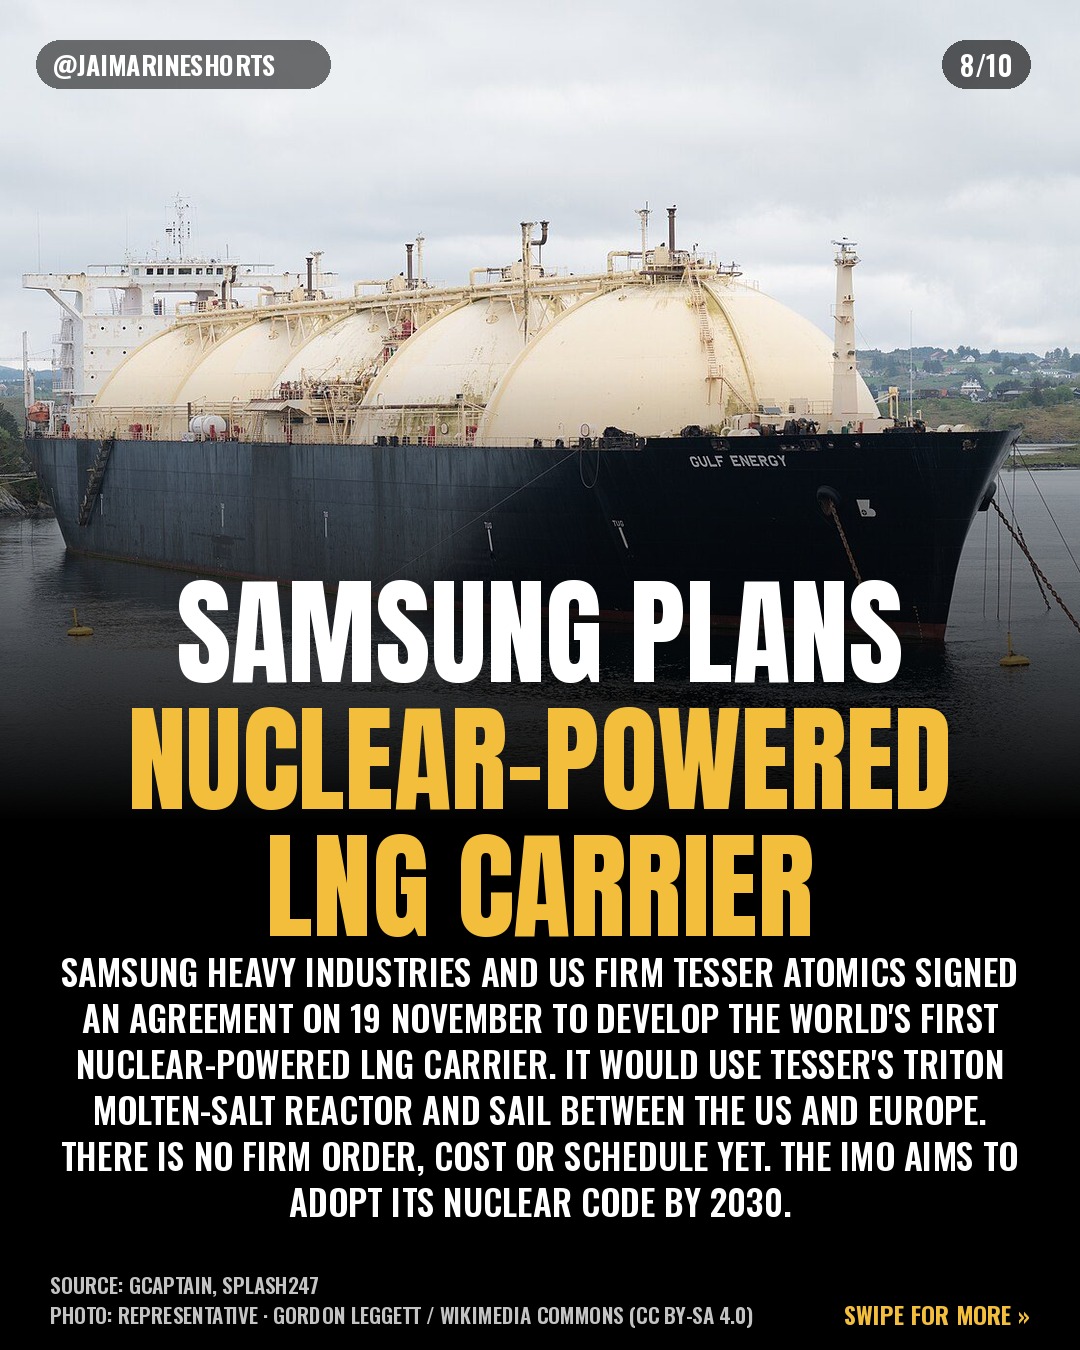 @JAIMARINESHORTS
8/10
GULF ENERGY
TUG
TUG
SAMSUNG PLANS
NUCLEAR-POWERED
LNG CARRIER
SAMSUNG HEAVY INDUSTRIES AND US FIRM TESSER ATOMICS SIGNED
AN AGREEMENT ON 19 NOVEMBER TO DEVELOP THE WORLD'S FIRST
NUCLEAR-POWERED LNG CARRIER. IT WOULD USE TESSER'S TRITON
MOLTEN-SALT REACTOR AND SAIL BETWEEN THE US AND EUROPE.
THERE IS NO FIRM ORDER, COST OR SCHEDULE YET. THE IMO AIMS TO
ADOPT ITS NUCLEAR CODE BY 2030.
SOURCE: GCAPTAIN, SPLASH247
PHOTO: REPRESENTATIVE · GORDON LEGGETT / WIKIMEDIA COMMONS (CC BY-SA 4.0)
SWIPE FOR MORE »